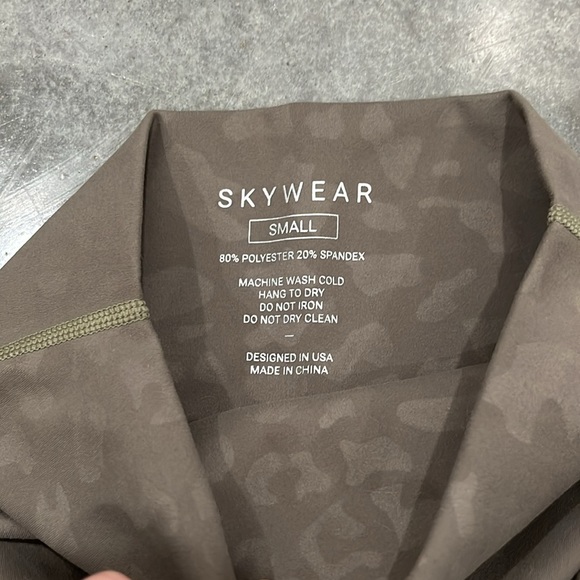 SKYWEAR
SMALL
80% POLYESTER 20% SPANDEX
MACHINE WASH COLD
HANG TO DRY
DO NOT IRON
DO NOT DRY CLEAN
—
DESIGNED IN USA
MADE IN CHINA